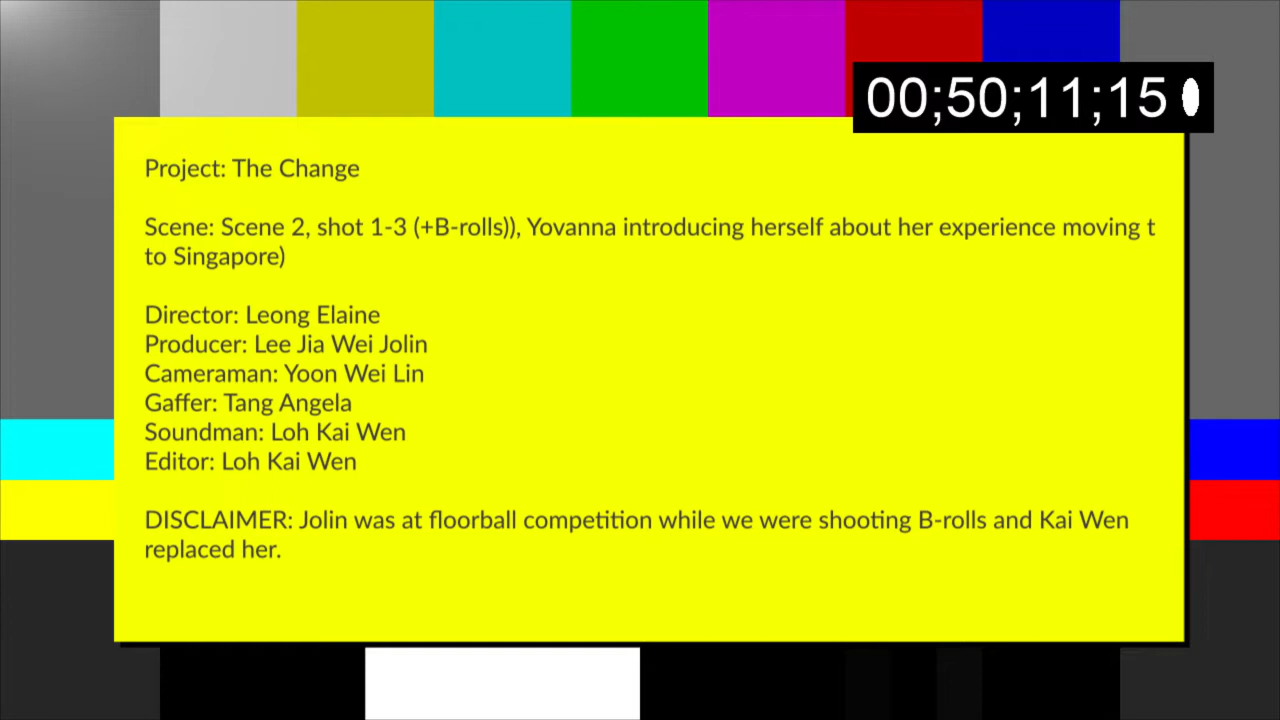 00;50;11;15
Project: The Change
Scene: Scene 2, shot 1-3 (+B-rolls)), Yovanna introducing herself about her experience moving t
to Singapore)
Director: Leong Elaine
Producer: Lee Jia Wei Jolin
Cameraman: Yoon Wei Lin
Gaffer: Tang Angela
Soundman: Loh Kai Wen
Editor: Loh Kai Wen
DISCLAIMER: Jolin was at floorball competition while we were shooting B-rolls and Kai Wen
replaced her.